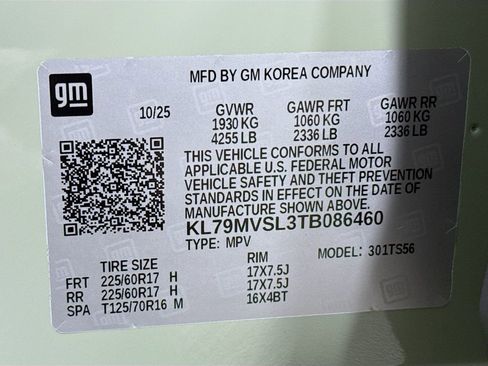 gm
MFD BY GM KOREA COMPANY
10/25 GVWR GAWR FRT GAWR RR
1930 KG 1060 KG 1060 KG
4255 LB 2336 LB 2336 LB
THIS VEHICLE CONFORMS TO ALL
APPLICABLE U.S. FEDERAL MOTOR
VEHICLE SAFETY AND THEFT PREVENTION
STANDARDS IN EFFECT ON THE DATE OF
MANUFACTURE SHOWN ABOVE.
KL79MVSL3TB086460
TYPE: MPV MODEL: 301TS56
TIRE SIZE RIM
FRT 225/60R17 H 17X7.5J
RR 225/60R17 H 17X7.5J
SPA T125/70R16 M 16X4BT